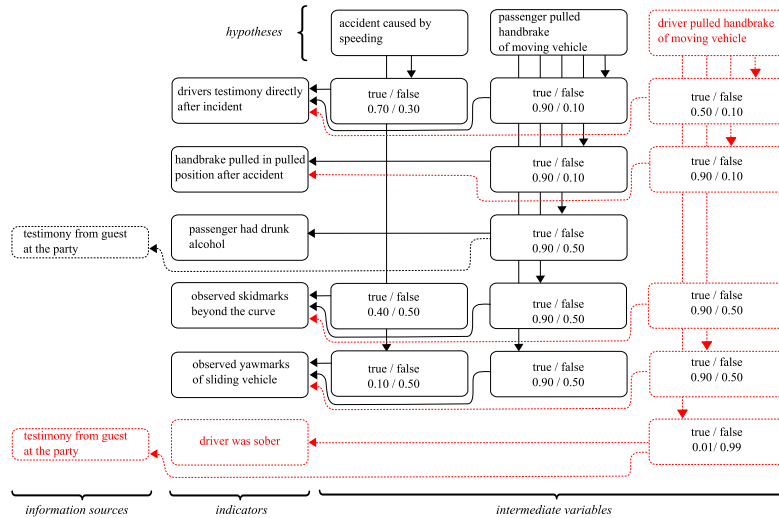 hypotheses
accident caused by
speeding
passenger pulled
handbrake
of moving vehicle
driver pulled handbrake
of moving vehicle
drivers testimony directly
after incident
true / false
0.70 / 0.30
true / false
0.90 / 0.10
true / false
0.50 / 0.10
handbrake pulled in pulled
position after accident
true / false
0.90 / 0.10
true / false
0.90 / 0.10
testimony from guest
at the party
passenger had drunk
alcohol
true / false
0.90 / 0.50
observed skidmarks
beyond the curve
true / false
0.40 / 0.50
true / false
0.90 / 0.50
true / false
0.90 / 0.50
observed yawmarks
of sliding vehicle
true / false
0.10 / 0.50
true / false
0.90 / 0.50
true / false
0.90 / 0.50
testimony from guest
at the party
driver was sober
true / false
0.01/ 0.99
information sources
indicators
intermediate variables